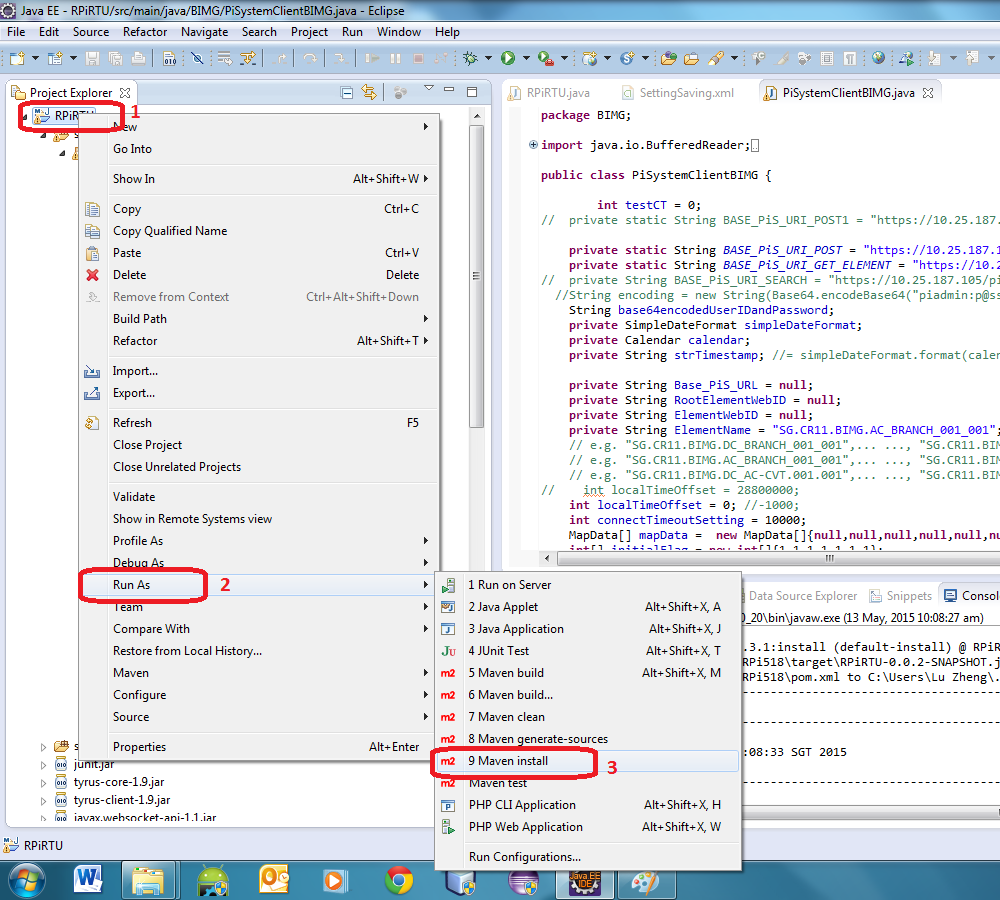 Java EE - RPiRTU/src/main/java/BIMG/PiSystemClientBIMG.java - Eclipse
File Edit Source Refactor Navigate Search Project Run Window Help
Project Explorer
RPiRTU 1
New
Go Into
Show In Alt+Shift+W
Copy Ctrl+C
Copy Qualified Name
Paste Ctrl+V
Delete Delete
Remove from Context Ctrl+Alt+Shift+Down
Build Path
Refactor Alt+Shift+T
Import...
Export...
Refresh F5
Close Project
Close Unrelated Projects
Validate
Show in Remote Systems view
Profile As
Debug As
Run As 2
Team
Compare With
Restore from Local History...
Maven
Configure
Source
Properties Alt+Enter
junit.jar
tyrus-core-1.9.jar
tyrus-client-1.9.jar
javax.websocket-api-1.1.jar
RPiRTU
1 Run on Server
2 Java Applet Alt+Shift+X, A
3 Java Application Alt+Shift+X, J
4 JUnit Test Alt+Shift+X, T
5 Maven build Alt+Shift+X, M
6 Maven build...
7 Maven clean
8 Maven generate-sources
9 Maven install 3
Maven test
PHP CLI Application Alt+Shift+X, H
PHP Web Application Alt+Shift+X, W
Run Configurations...
RPiRTU.java SettingSaving.xml PiSystemClientBIMG.java
package BIMG;
import java.io.BufferedReader;
public class PiSystemClientBIMG {
int testCT = 0;
// private static String BASE_PiS_URI_POST1 = "https://10.25.187.
private static String BASE_PiS_URI_POST = "https://10.25.187.1
private static String BASE_PiS_URI_GET_ELEMENT = "https://10.2
// private String BASE_PiS_URI_SEARCH = "https://10.25.187.105/pi
//String encoding = new String(Base64.encodeBase64("piadmin:p@ss
String base64encodedUserIDandPassword;
private SimpleDateFormat simpleDateFormat;
private Calendar calendar;
private String strTimestamp; //= simpleDateFormat.format(calen
private String Base_PiS_URL = null;
private String RootElementWebID = null;
private String ElementWebID = null;
private String ElementName = "SG.CR11.BIMG.AC_BRANCH_001_001";
// e.g. "SG.CR11.BIMG.DC_BRANCH_001_001",... ..., "SG.CR11.BIM
// e.g. "SG.CR11.BIMG.AC_BRANCH_001_001",... ..., "SG.CR11.BIM
// e.g. "SG.CR11.BIMG.DC_AC-CVT.001.001",... ..., "SG.CR11.BIM
// int localTimeOffset = 28800000;
int localTimeOffset = 0; //-1000;
int connectTimeoutSetting = 10000;
MapData[] mapData = new MapData[]{null,null,null,null,null,nu
int[] initialFlag = new int[]{1,1,1,1,1,1};
Data Source Explorer Snippets Consol
0_20\bin\javaw.exe (13 May, 2015 10:08:27 am)
.3.1:install (default-install) @ RPiR
RPi518\target\RPiRTU-0.0.2-SNAPSHOT.j
RPi518\pom.xml to C:\Users\Lu Zheng\.
:08:33 SGT 2015